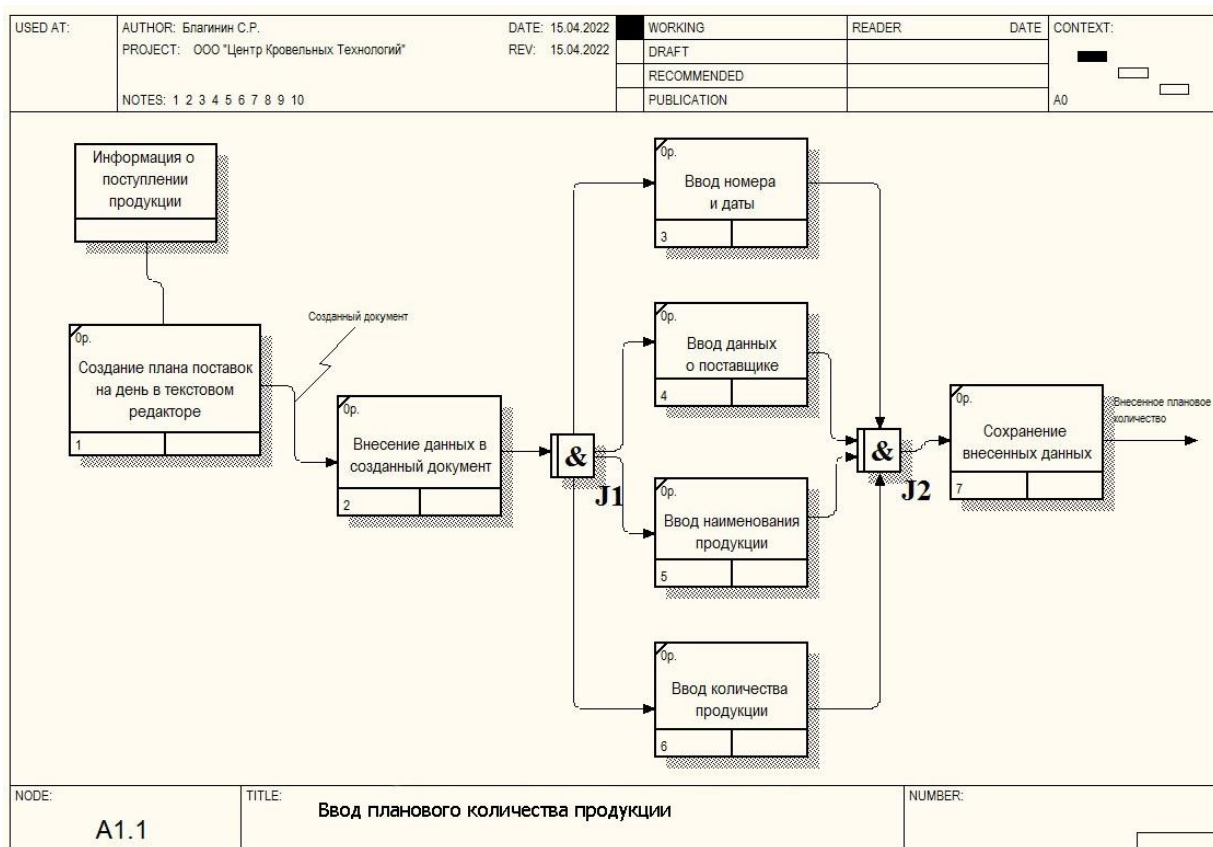 USED AT:
AUTHOR: Благинин С.Р.
DATE: 15.04.2022
PROJECT: ООО "Центр Кровельных Технологий"
REV: 15.04.2022
NOTES: 1 2 3 4 5 6 7 8 9 10
WORKING
DRAFT
RECOMMENDED
PUBLICATION
READER
DATE
CONTEXT:
A0
Информация о
поступлении
продукции
0р.
Создание плана поставок
на день в текстовом
редакторе
1
Созданный документ
0р.
Внесение данных в
созданный документ
2
&
J1
0р.
Ввод номера
и даты
3
0р.
Ввод данных
о поставщике
4
0р.
Ввод наименования
продукции
5
0р.
Ввод количества
продукции
6
&
J2
0р.
Сохранение
внесенных данных
7
Внесенное плановое
количество
NODE:
A1.1
TITLE:
Ввод планового количества продукции
NUMBER: